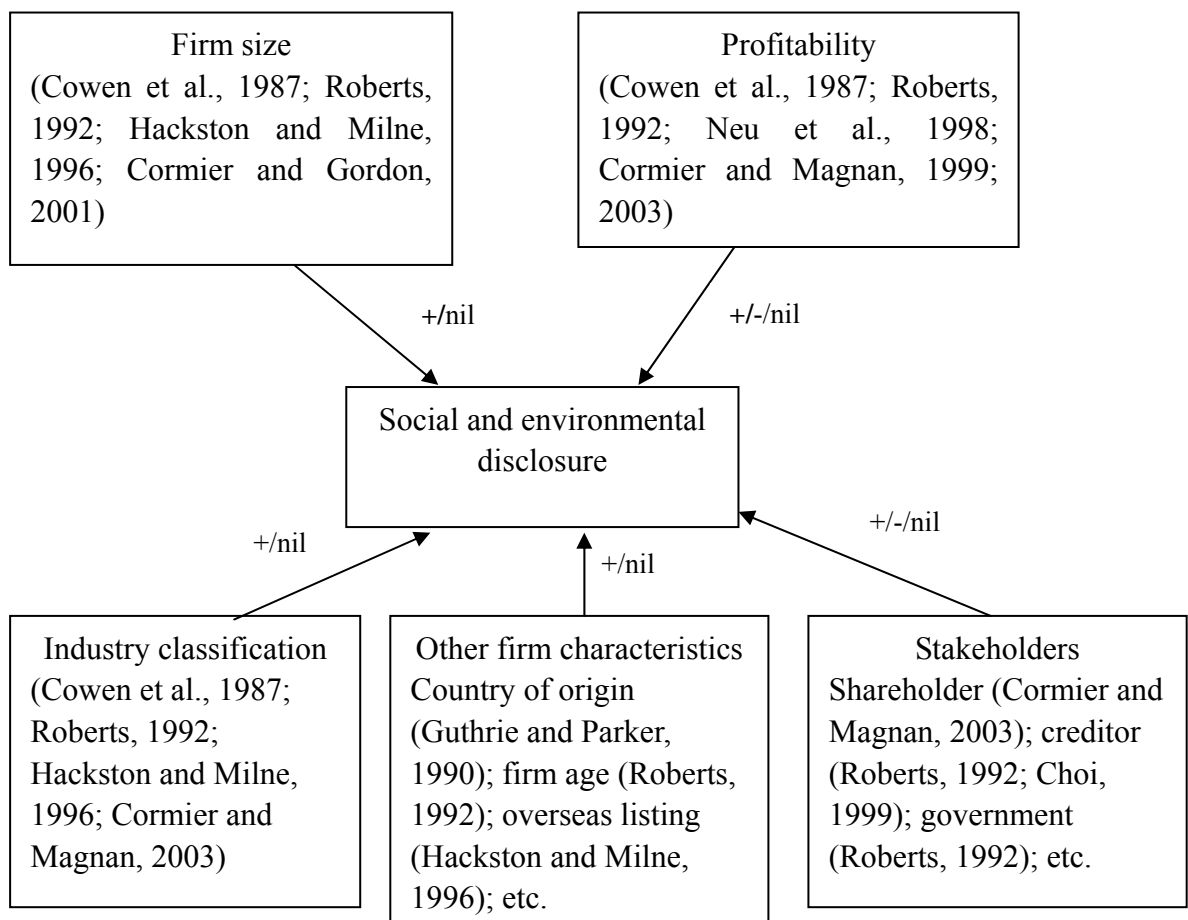 Firm size
(Cowen et al., 1987; Roberts,
1992; Hackston and Milne,
1996; Cormier and Gordon,
2001)
Profitability
(Cowen et al., 1987; Roberts,
1992; Neu et al., 1998;
Cormier and Magnan, 1999;
2003)
+/nil
+/-/nil
Social and environmental
disclosure
+/nil
+/nil
+/-/nil
Industry classification
(Cowen et al., 1987;
Roberts, 1992;
Hackston and Milne,
1996; Cormier and
Magnan, 2003)
Other firm characteristics
Country of origin
(Guthrie and Parker,
1990); firm age (Roberts,
1992); overseas listing
(Hackston and Milne,
1996); etc.
Stakeholders
Shareholder (Cormier and
Magnan, 2003); creditor
(Roberts, 1992; Choi,
1999); government
(Roberts, 1992); etc.